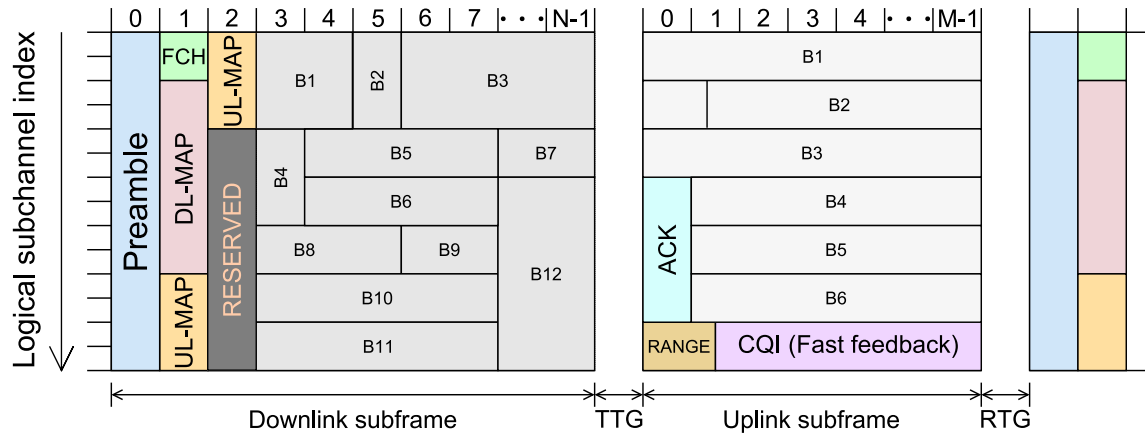 0 1 2 3 4 5 6 7 • • • N-1
0 1 2 3 4 • • • M-1
Logical subchannel index
Preamble
FCH
DL-MAP
UL-MAP
UL-MAP
RESERVED
B1
B2
B3
B4
B5
B6
B7
B8
B9
B10
B11
B12
B1
B2
B3
ACK
B4
B5
B6
RANGE
CQI (Fast feedback)
Downlink subframe
TTG
Uplink subframe
RTG